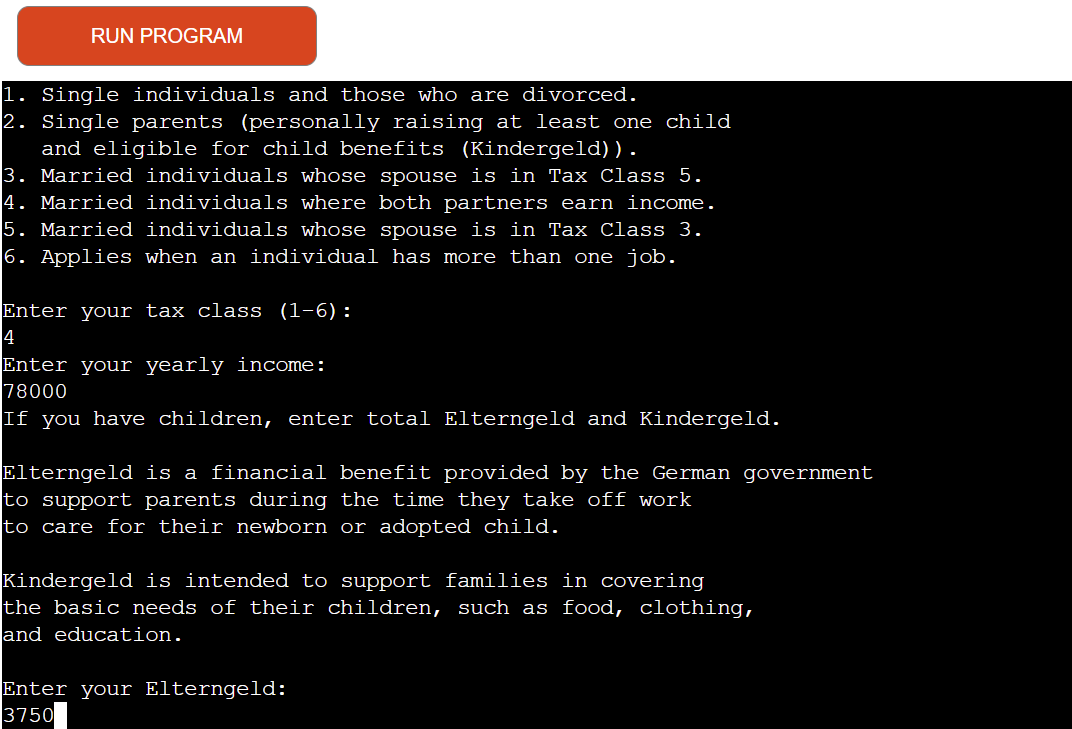 RUN PROGRAM
1. Single individuals and those who are divorced.
2. Single parents (personally raising at least one child
and eligible for child benefits (Kindergeld)).
3. Married individuals whose spouse is in Tax Class 5.
4. Married individuals where both partners earn income.
5. Married individuals whose spouse is in Tax Class 3.
6. Applies when an individual has more than one job.
Enter your tax class (1-6):
4
Enter your yearly income:
78000
If you have children, enter total Elterngeld and Kindergeld.
Elterngeld is a financial benefit provided by the German government
to support parents during the time they take off work
to care for their newborn or adopted child.
Kindergeld is intended to support families in covering
the basic needs of their children, such as food, clothing,
and education.
Enter your Elterngeld:
3750